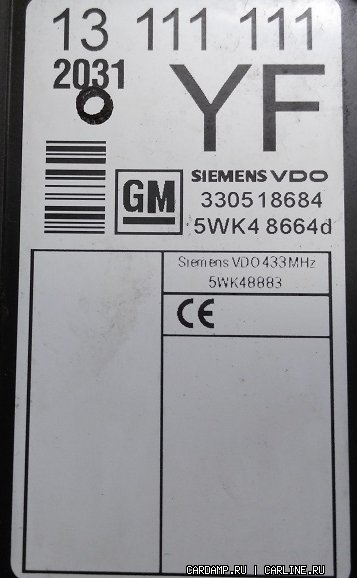 13 111 111
2031
YF
GM
SIEMENS VDO
330518684
5WK4 8664d
Siemens VDO 433MHz
5WK48883
CE
CARDAMP.RU | CARLINE.RU